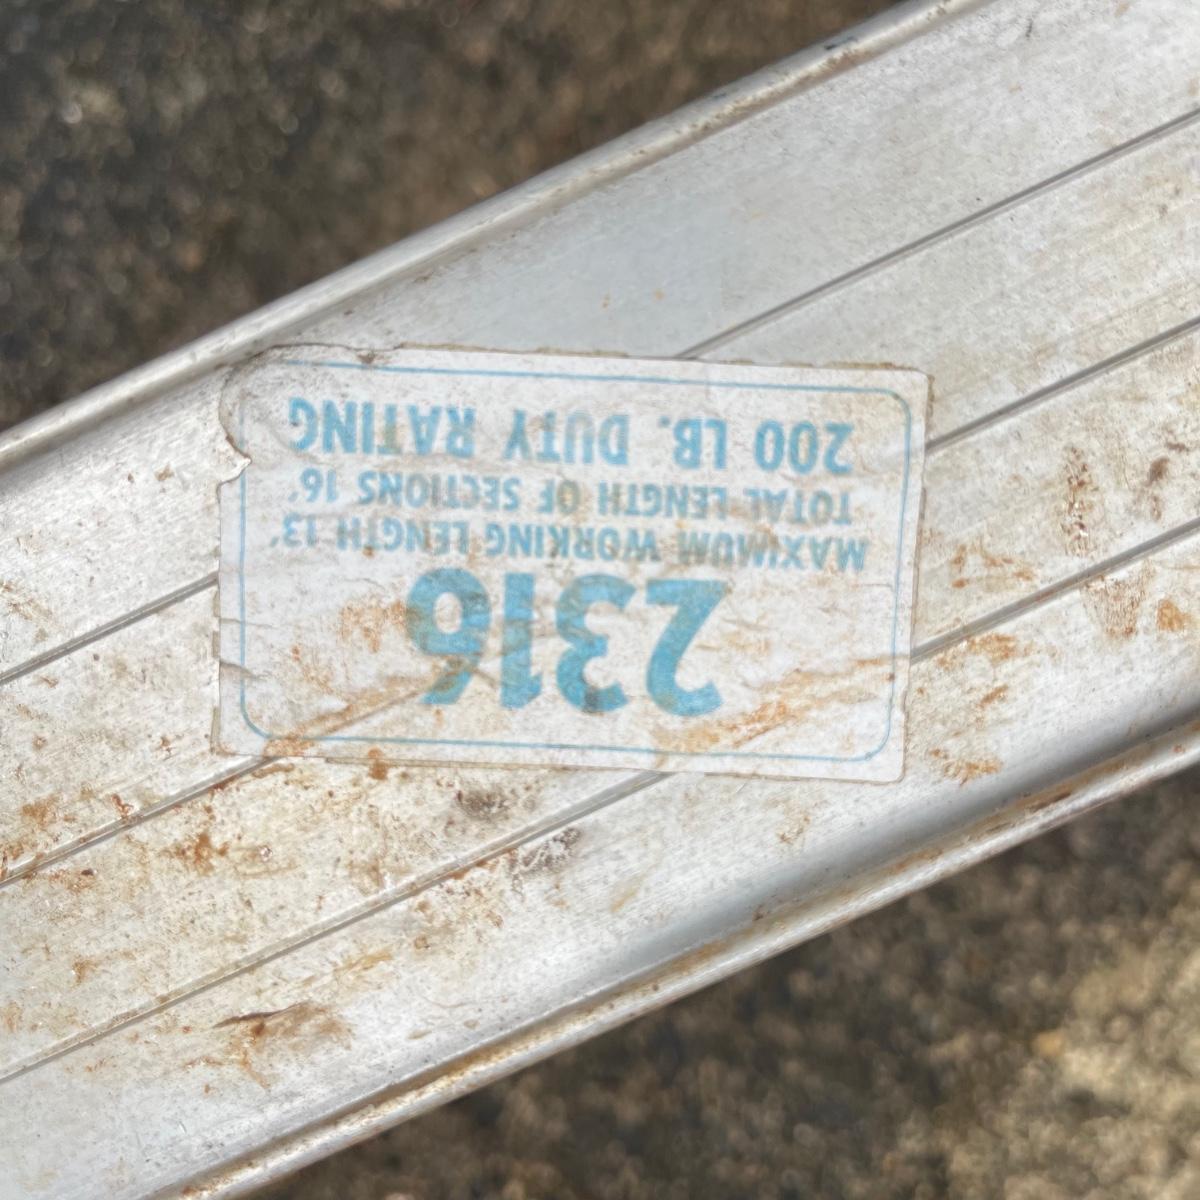 2316
MAXIMUM WORKING LENGTH 13'
TOTAL LENGTH OF SECTIONS 16'
200 LB. DUTY RATING